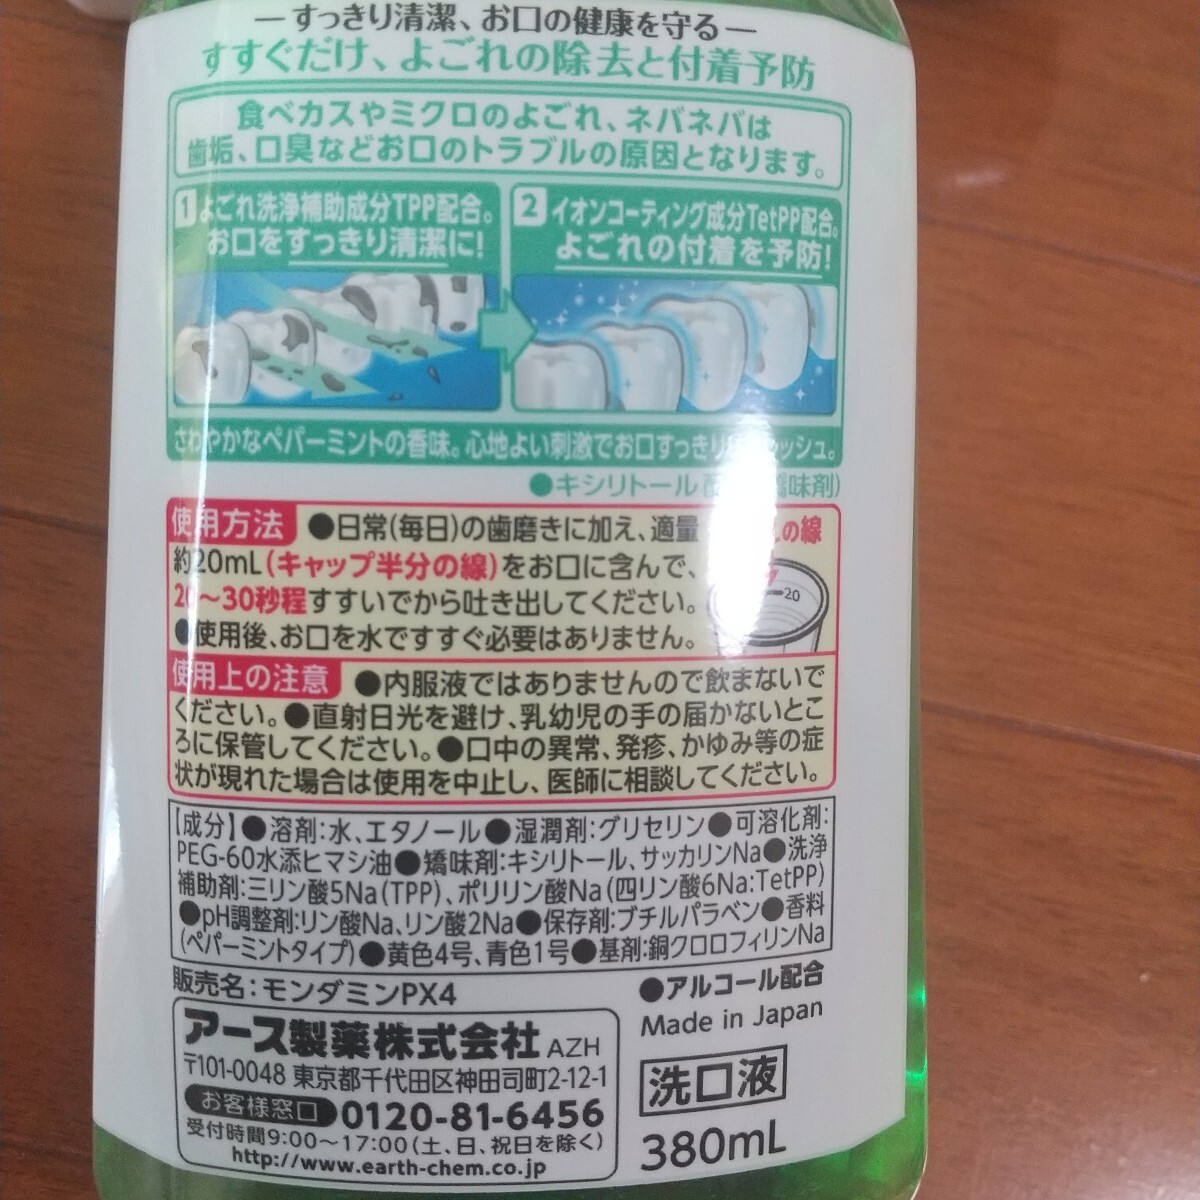 ―すっきり清潔、お口の健康を守る―
すすぐだけ、よごれの除去と付着予防
食べカスやミクロのよごれ、ネバネバは
歯垢、口臭などお口のトラブルの原因となります。
1 よごれ洗浄補助成分TPP配合。
お口をすっきり清潔に!
2 イオンコーティング成分TetPP配合。
よごれの付着を予防!
さわやかなペパーミントの香味。心地よい刺激でお口すっきり ッシュ。
●キシリトール 味剤)
使用方法 ●日常(毎日)の歯磨きに加え、適量
約20mL(キャップ半分の線)をお口に含んで、
20～30秒程すすいでから吐き出してください。
●使用後、お口を水ですすぐ必要はありません。
の線
20
使用上の注意 ●内服液ではありませんので飲まないで
ください。●直射日光を避け、乳幼児の手の届かないとこ
ろに保管してください。●口中の異常、発疹、かゆみ等の症
状が現れた場合は使用を中止し、医師に相談してください。
【成分】●溶剤:水、エタノール●湿潤剤:グリセリン●可溶化剤:
PEG-60水添ヒマシ油●矯味剤:キシリトール、サッカリンNa●洗浄
補助剤:三リン酸5Na(TPP)、ポリリン酸Na(四リン酸6Na:TetPP)
●pH調整剤:リン酸Na、リン酸2Na●保存剤:ブチルパラベン●香料
(ペパーミントタイプ)●黄色4号、青色1号●基剤:銅クロロフィリンNa
販売名:モンダミンPX4
アース製薬株式会社 AZH
〒101-0048 東京都千代田区神田司町2-12-1
お客様窓口 0120-81-6456
受付時間9:00～17:00(土、日、祝日を除く)
http://www.earth-chem.co.jp
●アルコール配合
Made in Japan
洗口液
380mL